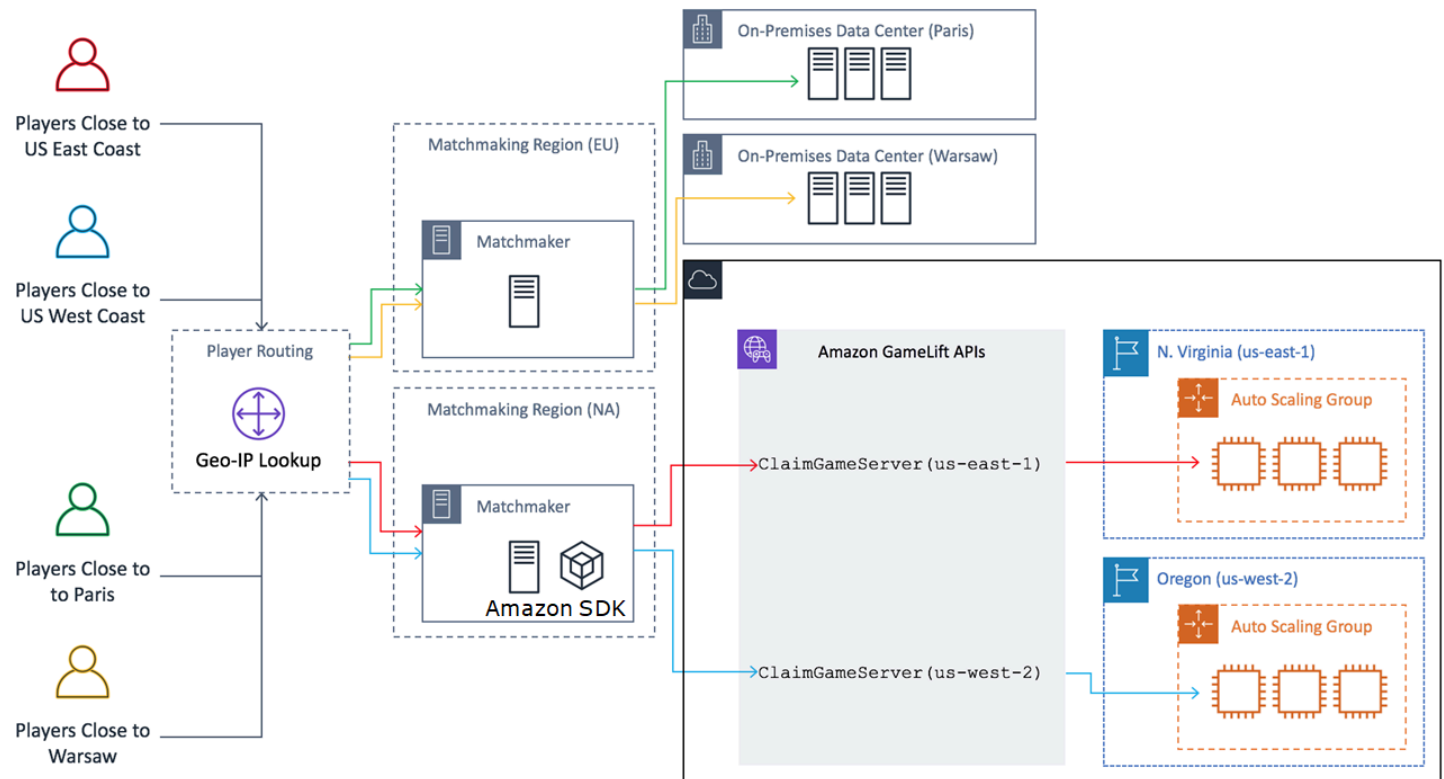 Players Close to
US East Coast
Players Close to
US West Coast
Player Routing
Geo-IP Lookup
Players Close to
to Paris
Players Close to
Warsaw
Matchmaking Region (EU)
Matchmaker
Matchmaking Region (NA)
Matchmaker
Amazon SDK
On-Premises Data Center (Paris)
On-Premises Data Center (Warsaw)
Amazon GameLift APIs
ClaimGameServer(us-east-1)
ClaimGameServer(us-west-2)
N. Virginia (us-east-1)
Auto Scaling Group
Oregon (us-west-2)
Auto Scaling Group